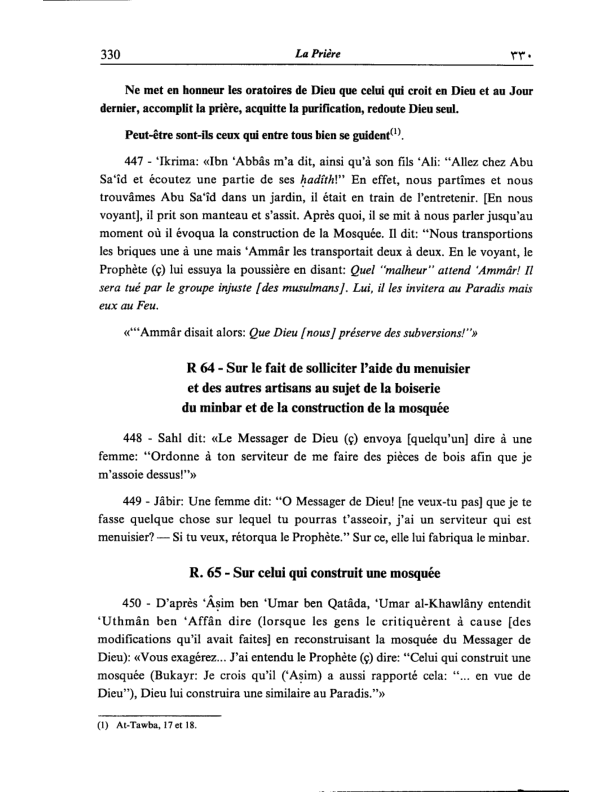 330 La Prière ٣٣٠
Ne met en honneur les oratoires de Dieu que celui qui croit en Dieu et au Jour
dernier, accomplit la prière, acquitte la purification, redoute Dieu seul.
Peut-être sont-ils ceux qui entre tous bien se guident(1).
447 - ‘Ikrima: «Ibn ‘Abbâs m'a dit, ainsi qu'à son fils ‘Ali: “Allez chez Abu
Sa‘îd et écoutez une partie de ses ḥadîth!” En effet, nous partîmes et nous
trouvâmes Abu Sa‘îd dans un jardin, il était en train de l'entretenir. [En nous
voyant], il prit son manteau et s'assit. Après quoi, il se mit à nous parler jusqu'au
moment où il évoqua la construction de la Mosquée. Il dit: “Nous transportions
les briques une à une mais ‘Ammâr les transportait deux à deux. En le voyant, le
Prophète (ç) lui essuya la poussière en disant: Quel “malheur” attend ‘Ammâr! Il
sera tué par le groupe injuste [des musulmans]. Lui, il les invitera au Paradis mais
eux au Feu.
«“‘Ammâr disait alors: Que Dieu [nous] préserve des subversions!”»
R 64 - Sur le fait de solliciter l'aide du menuisier
et des autres artisans au sujet de la boiserie
du minbar et de la construction de la mosquée
448 - Sahl dit: «Le Messager de Dieu (ç) envoya [quelqu'un] dire à une
femme: “Ordonne à ton serviteur de me faire des pièces de bois afin que je
m'assoie dessus!”»
449 - Jâbir: Une femme dit: “O Messager de Dieu! [ne veux-tu pas] que je te
fasse quelque chose sur lequel tu pourras t'asseoir, j'ai un serviteur qui est
menuisier? — Si tu veux, rétorqua le Prophète.” Sur ce, elle lui fabriqua le minbar.
R. 65 - Sur celui qui construit une mosquée
450 - D'après ‘Âṣim ben ‘Umar ben Qatâda, ‘Umar al-Khawlâny entendit
‘Uthmân ben ‘Affân dire (lorsque les gens le critiquèrent à cause [des
modifications qu'il avait faites] en reconstruisant la mosquée du Messager de
Dieu): «Vous exagérez... J'ai entendu le Prophète (ç) dire: “Celui qui construit une
mosquée (Bukayr: Je crois qu'il (‘Aṣim) a aussi rapporté cela: “... en vue de
Dieu”), Dieu lui construira une similaire au Paradis.”»
(1) At-Tawba, 17 et 18.